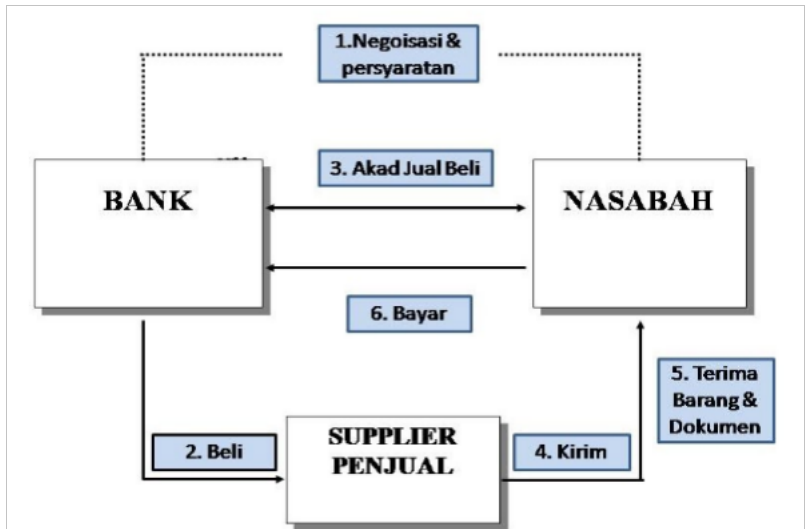 1.Negoisasi &
persyaratan
3. Akad Jual Beli
BANK
NASABAH
6. Bayar
5. Terima
Barang &
Dokumen
SUPPLIER
PENJUAL
2. Beli
4. Kirim